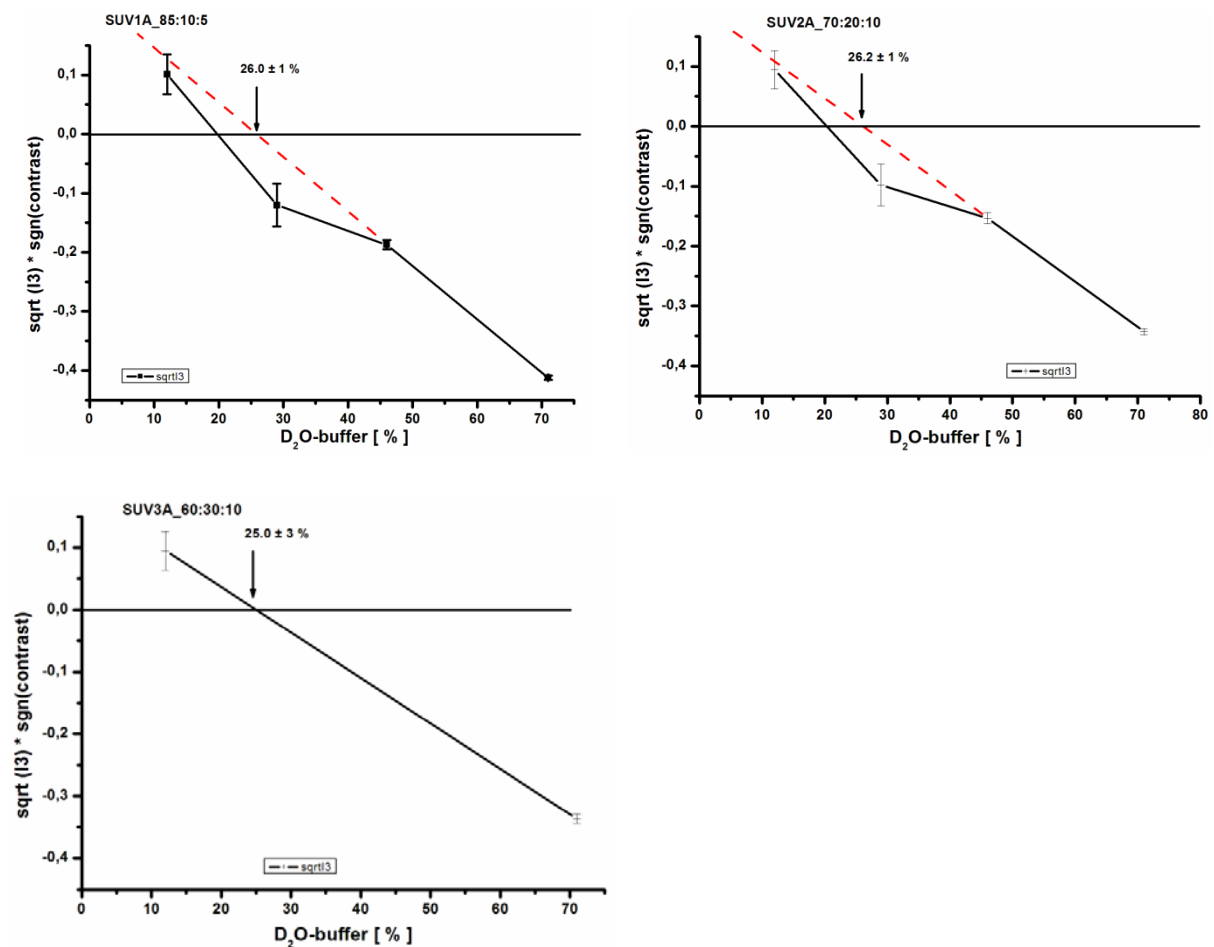 SUV1A_85:10:5
26.0 ± 1 %
0,1
0,0
-0,1
-0,2
-0,3
-0,4
sqrt (I3) * sgn(contrast)
sqrtI3
0 10 20 30 40 50 60 70
D₂O-buffer [ % ]
SUV2A_70:20:10
26.2 ± 1 %
0,1
0,0
-0,1
-0,2
-0,3
-0,4
sqrt (I3) * sgn(contrast)
sqrtI3
0 10 20 30 40 50 60 70 80
D₂O-buffer [ % ]
SUV3A_60:30:10
25.0 ± 3 %
0,1
0,0
-0,1
-0,2
-0,3
-0,4
sqrt (I3) * sgn(contrast)
sqrtI3
0 10 20 30 40 50 60 70
D₂O-buffer [ % ]